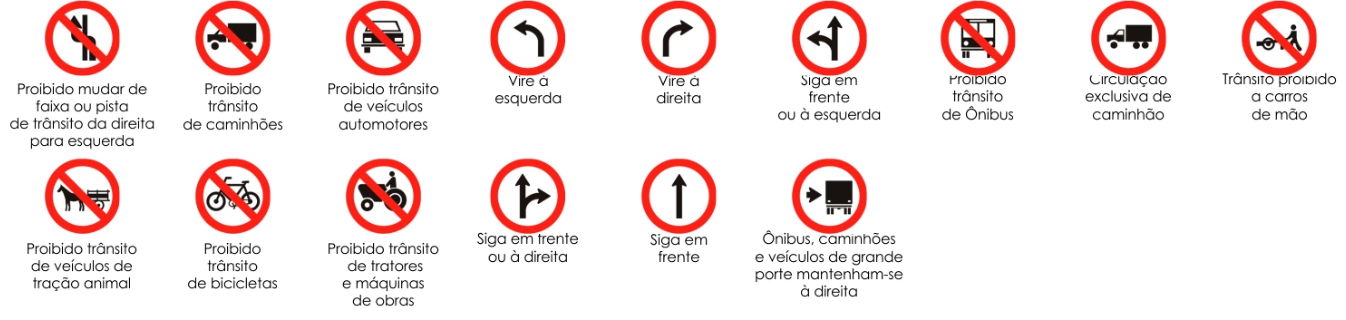 Proibido mudar de
faixa ou pista
de trânsito da direita
para esquerda
Proibido
trânsito
de caminhões
Proibido trânsito
de veículos
automotores
Vire à
esquerda
Vire à
direita
Siga em
frente
ou à esquerda
Proibido
trânsito
de Ônibus
Circulação
exclusiva de
caminhão
Trânsito proibido
a carros
de mão
Proibido trânsito
de veículos de
tração animal
Proibido
trânsito
de bicicletas
Proibido trânsito
de tratores
e máquinas
de obras
Siga em frente
ou à direita
Siga em
frente
Ônibus, caminhões
e veículos de grande
porte mantenham-se
à direita